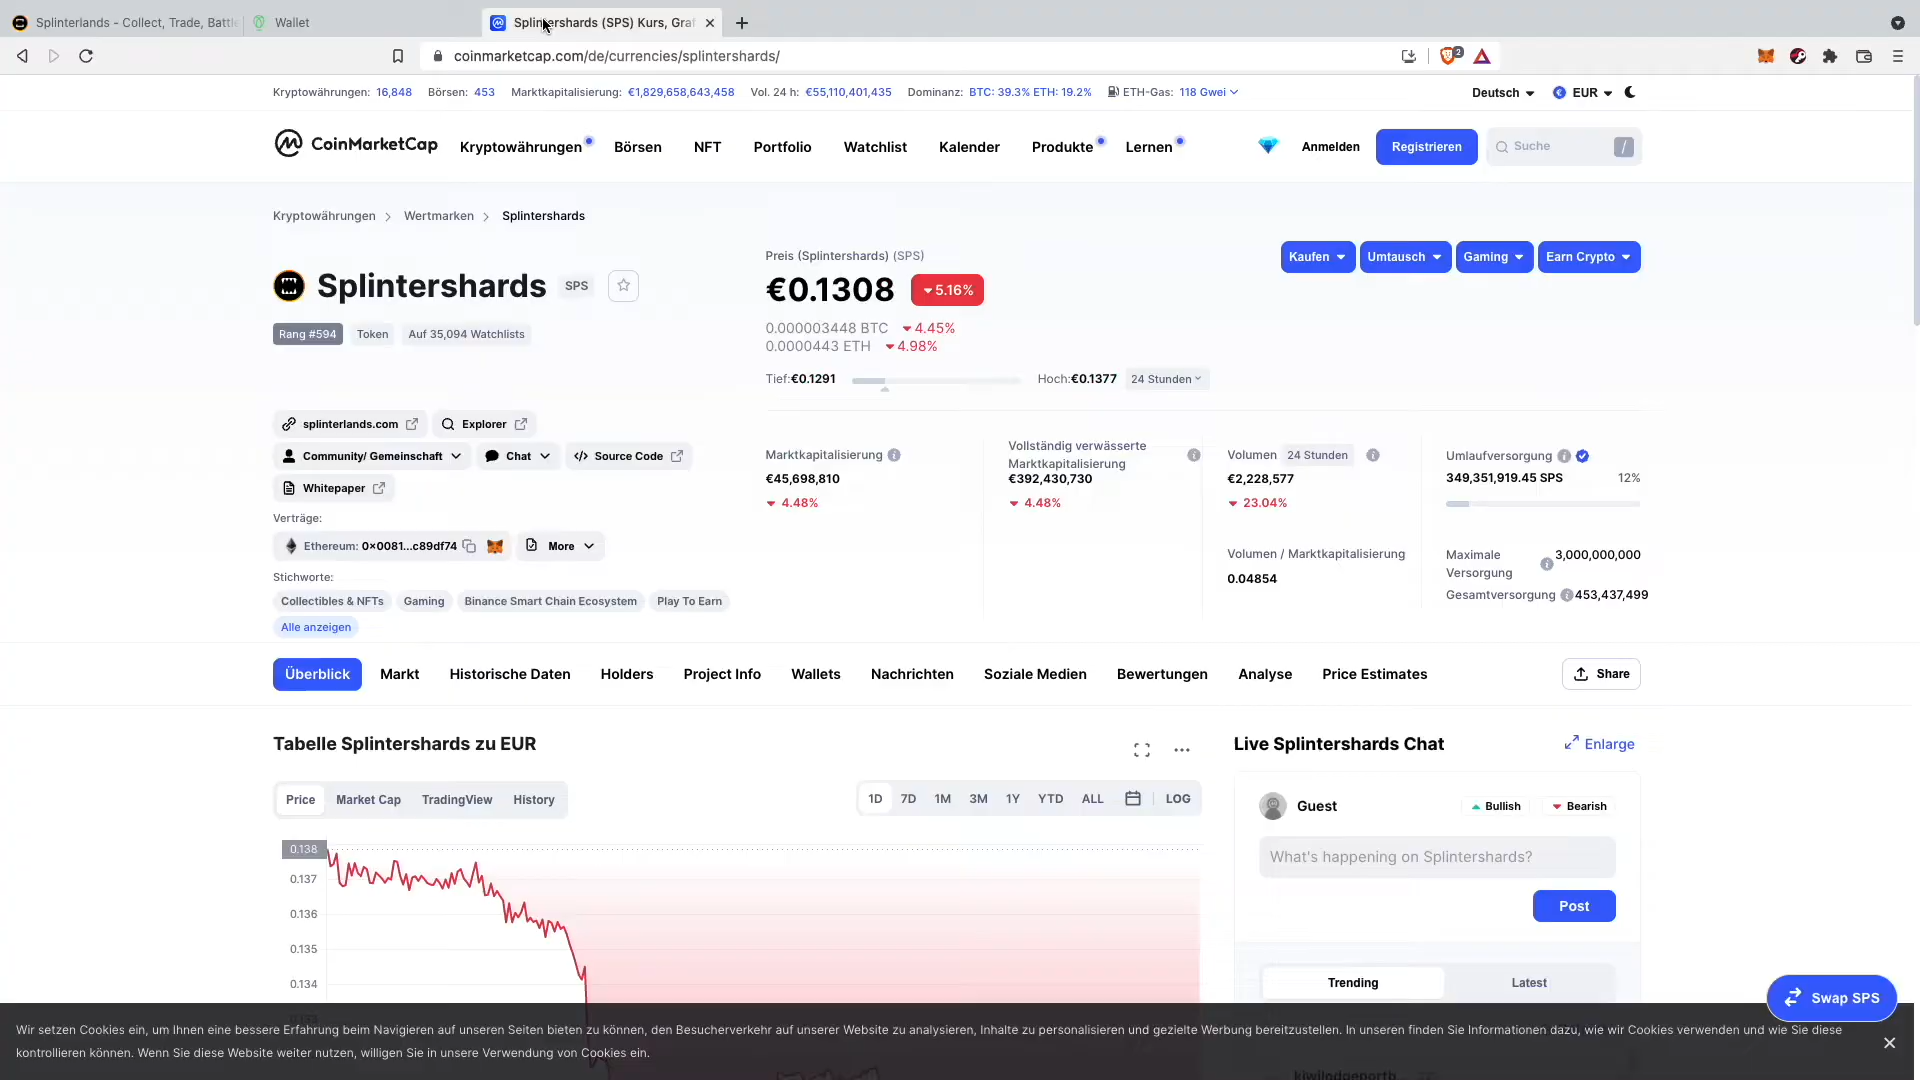 Splinterlands - Collect, Trade, Battl
Wallet
Splintershards (SPS) Kurs, Graf
coinmarketcap.com/de/currencies/splintershards/
2
Kryptowährungen: 16,848 Börsen: 453 Marktkapitalisierung: €1,829,658,643,458 Vol. 24 h: €55,110,401,435 Dominanz: BTC: 39.3% ETH: 19.2% ETH-Gas: 118 Gwei
Deutsch EUR
CoinMarketCap
Kryptowährungen Börsen NFT Portfolio Watchlist Kalender Produkte Lernen
Anmelden Registrieren Suche /
Kryptowährungen Wertmarken Splintershards
Splintershards SPS
Rang #594 Token Auf 35,094 Watchlists
Preis (Splintershards) (SPS)
€0.1308 5.16%
0.000003448 BTC 4.45%
0.0000443 ETH 4.98%
Tief:€0.1291 Hoch:€0.1377 24 Stunden
Kaufen Umtausch Gaming Earn Crypto
splinterlands.com Explorer
Community/ Gemeinschaft Chat Source Code
Whitepaper
Verträge:
Ethereum: 0x0081...c89df74 More
Stichworte:
Collectibles & NFTs Gaming Binance Smart Chain Ecosystem Play To Earn
Alle anzeigen
Marktkapitalisierung
€45,698,810
4.48%
Vollständig verwässerte
Marktkapitalisierung
€392,430,730
4.48%
Volumen 24 Stunden
€2,228,577
23.04%
Volumen / Marktkapitalisierung
0.04854
Umlaufversorgung
349,351,919.45 SPS 12%
Maximale
Versorgung
3,000,000,000
Gesamtversorgung 453,437,499
Überblick Markt Historische Daten Holders Project Info Wallets Nachrichten Soziale Medien Bewertungen Analyse Price Estimates Share
Tabelle Splintershards zu EUR
Price Market Cap TradingView History
1D 7D 1M 3M 1Y YTD ALL LOG
0.138
0.137
0.136
0.135
0.134
Live Splintershards Chat Enlarge
Guest Bullish Bearish
What's happening on Splintershards?
Post
Trending Latest
Swap SPS
Wir setzen Cookies ein, um Ihnen eine bessere Erfahrung beim Navigieren auf unseren Seiten bieten zu können, den Besucherverkehr auf unserer Website zu analysieren, Inhalte zu personalisieren und gezielte Werbung bereitzustellen. In unseren finden Sie Informationen dazu, wie wir Cookies verwenden und wie Sie diese
kontrollieren können. Wenn Sie diese Website weiter nutzen, willigen Sie in unsere Verwendung von Cookies ein.